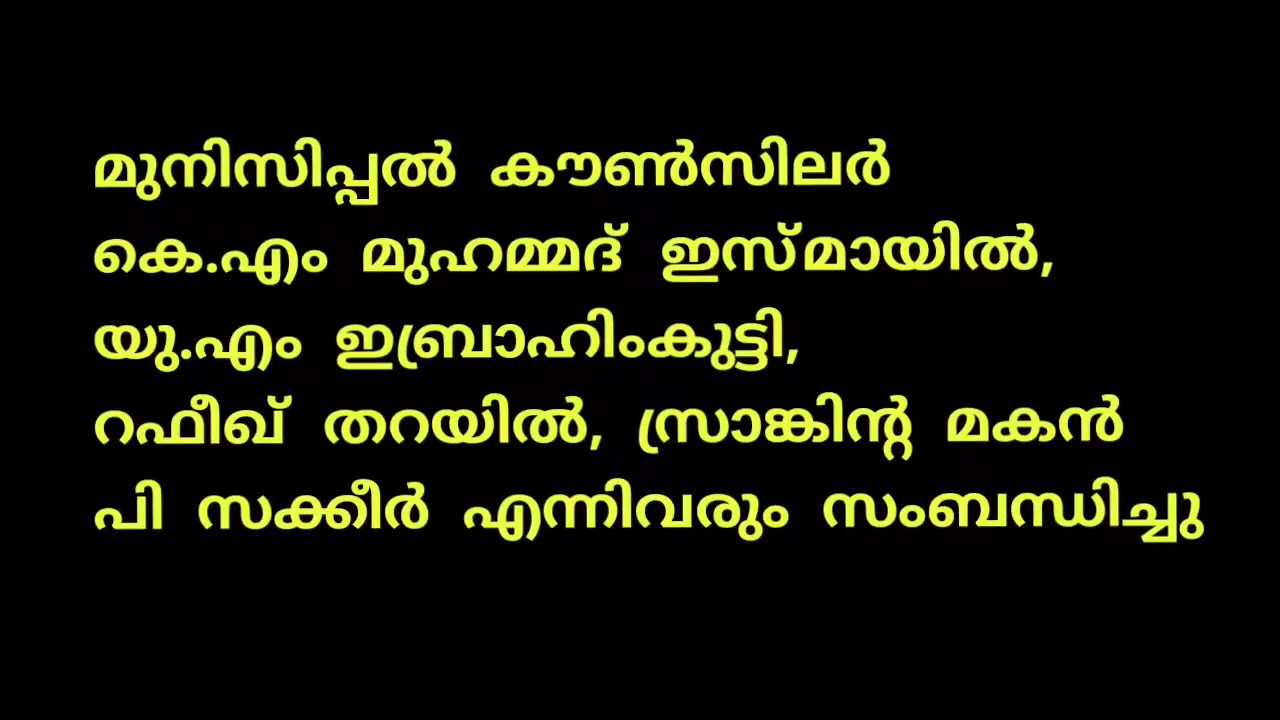 മുനിസിപ്പൽ കൗൺസിലർ
കെ.എം മുഹമ്മദ് ഇസ്മായിൽ,
യു.എം ഇബ്രാഹിംകുട്ടി,
റഫീഖ് തറയിൽ, സ്രാങ്കിന്റ മകൻ
പി സക്കീർ എന്നിവരും സംബന്ധിച്ചു